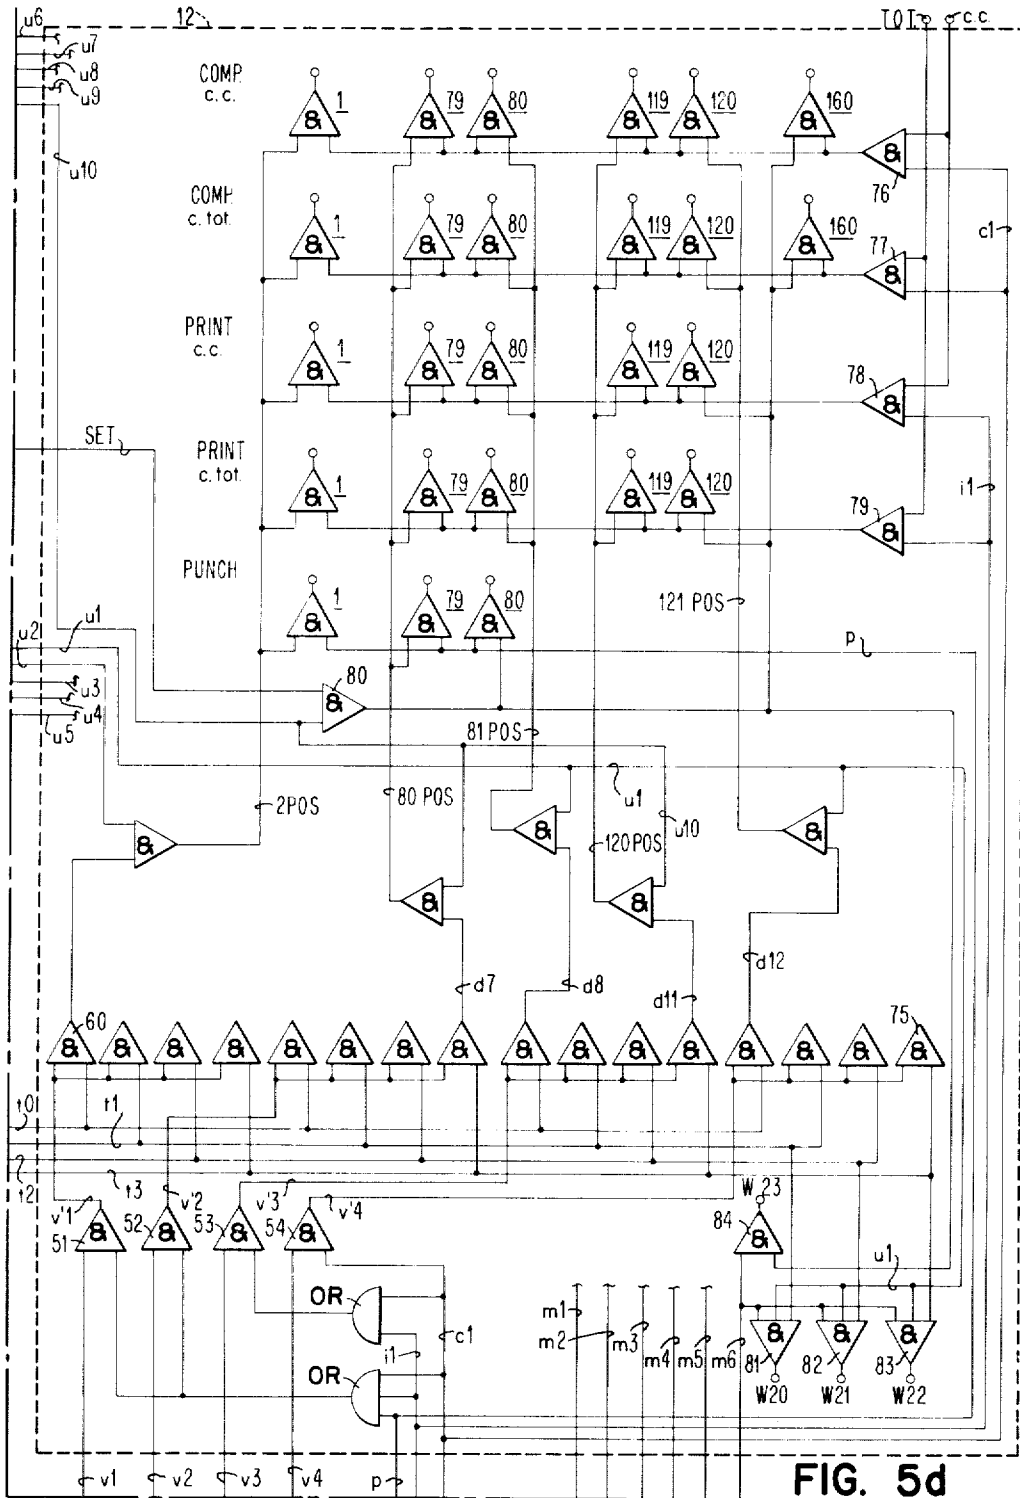 u6 12 TOT. c.c.
u7
u8
u9
u10
COMP. c.c.
& 1 & 79 & 80 & 119 & 120 & 160
& 76
COMP. c. tot.
& 1 & 79 & 80 & 119 & 120 & 160
& 77
c1
PRINT c.c.
& 1 & 79 & 80 & 119 & 120
& 78
SET
PRINT c. tot.
& 1 & 79 & 80 & 119 & 120
& 79
i1
PUNCH
& 1 & 79 & 80
121 POS
p
u2 u1
u3
u4
u5
& 80
81 POS
2POS
80 POS
u1
u10
120 POS
& & & & &
d7 d8 d11 d12
60 75
& & & & & & & & & & & & & & & &
t0 t1
t2 t3
v'1 v'2 v'3 v'4
51 & 52 & 53 & 54 &
W 23
84 &
u1
OR
OR
i1
c1
m1
m2
m3
m4
m5
m6
& & &
81 82 83
W20 W21 W22
v1 v2 v3 v4 p
FIG. 5d